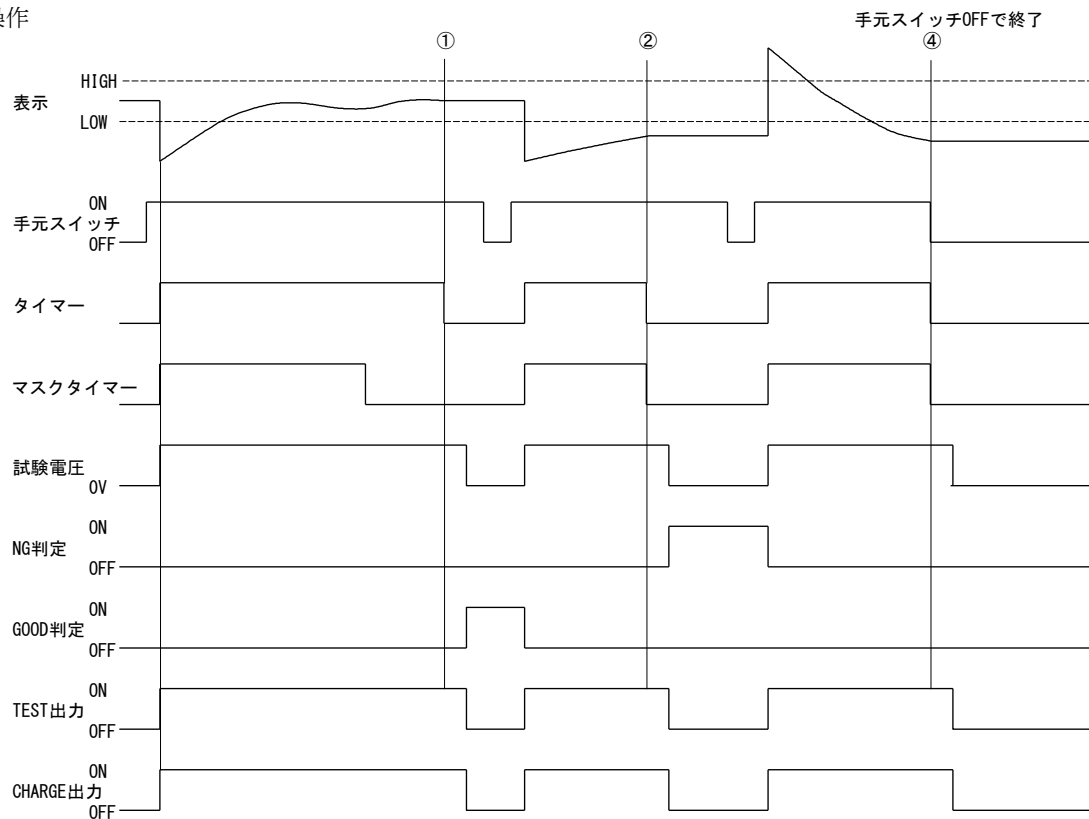 操作
手元スイッチOFFで終了
① ② ④
HIGH
表示
LOW
ON
手元スイッチ
OFF
タイマー
マスクタイマー
試験電圧
0V
ON
NG判定
OFF
ON
GOOD判定
OFF
ON
TEST出力
OFF
ON
CHARGE出力
OFF